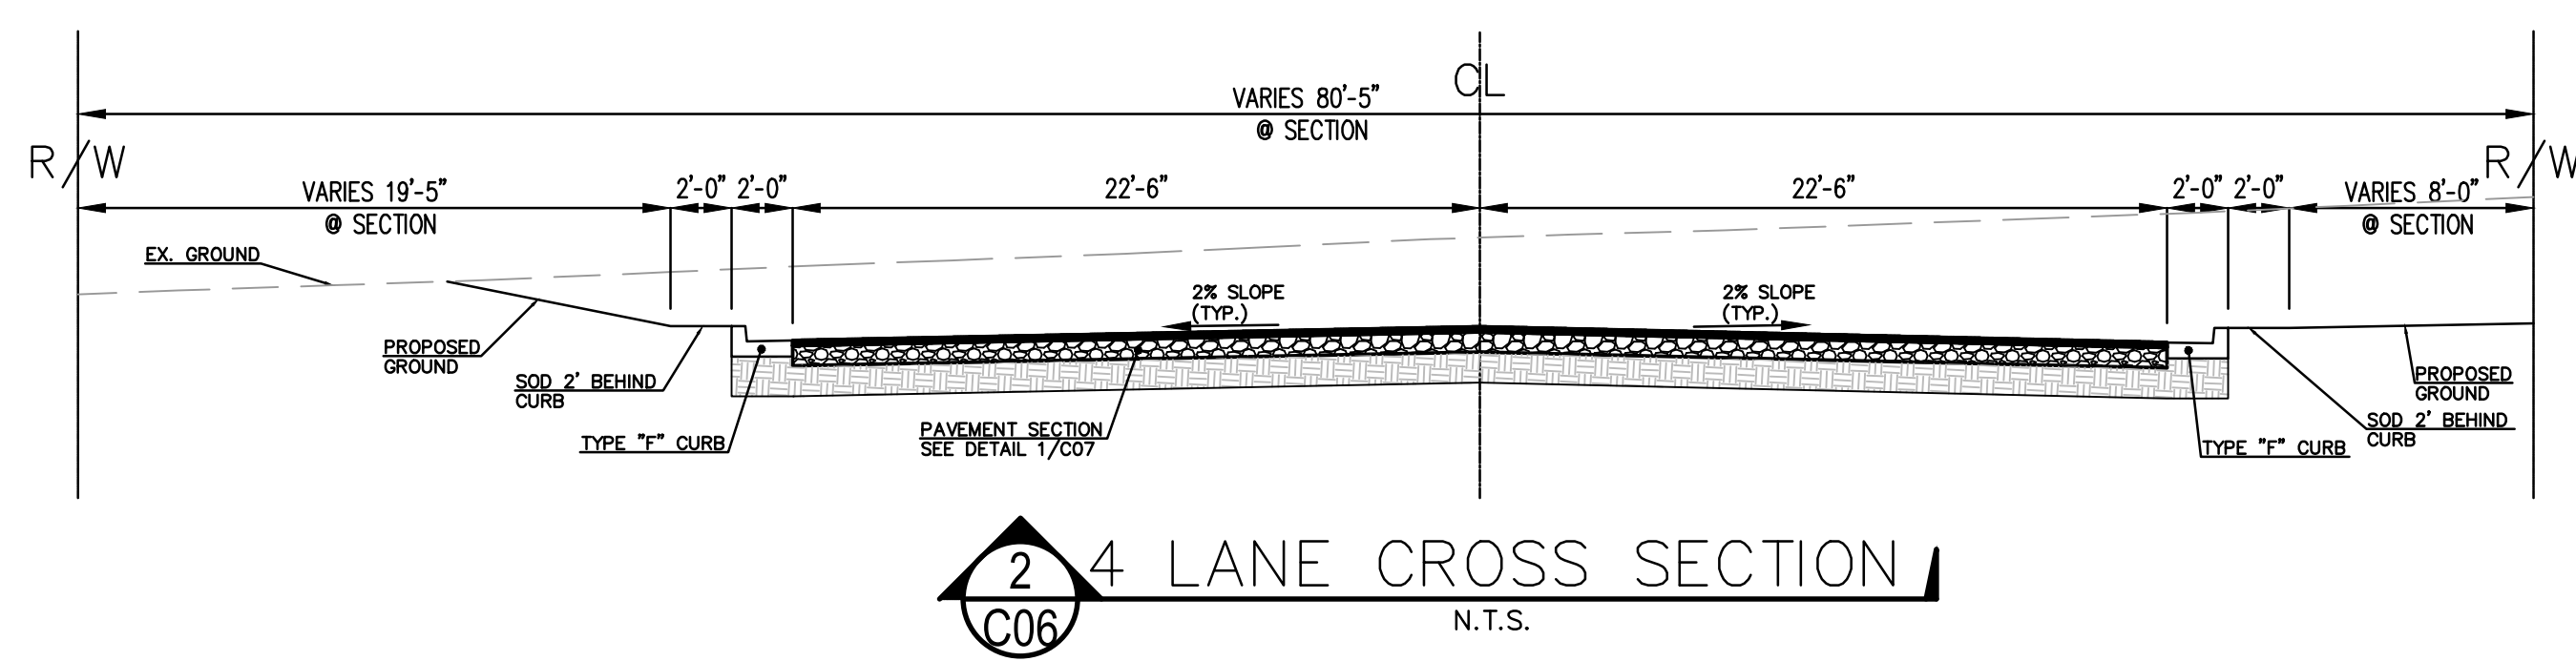 CL
VARIES 80'-5"
@ SECTION
R/W
R/W
VARIES 19'-5"
@ SECTION
2'-0"
2'-0"
22'-6"
22'-6"
2'-0"
2'-0"
VARIES 8'-0"
@ SECTION
EX. GROUND
2% SLOPE
(TYP.)
2% SLOPE
(TYP.)
PROPOSED
GROUND
SOD 2' BEHIND
CURB
TYPE "F" CURB
PAVEMENT SECTION
SEE DETAIL 1/C07
PROPOSED
GROUND
SOD 2' BEHIND
CURB
TYPE "F" CURB
2
C06
4 LANE CROSS SECTION
N.T.S.